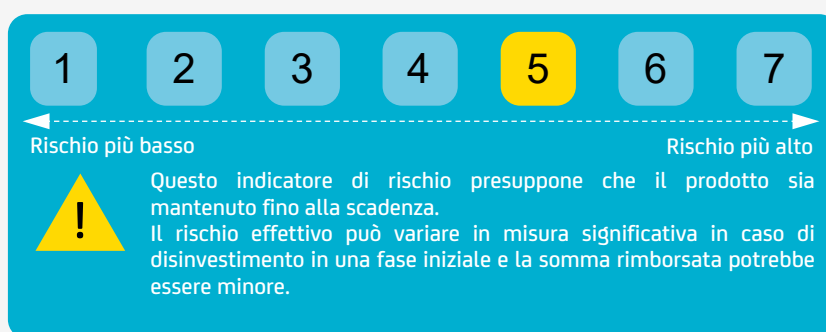 1 2 3 4 5 6 7
Rischio più basso Rischio più alto
!
Questo indicatore di rischio presuppone che il prodotto sia
mantenuto fino alla scadenza.
Il rischio effettivo può variare in misura significativa in caso di
disinvestimento in una fase iniziale e la somma rimborsata potrebbe
essere minore.